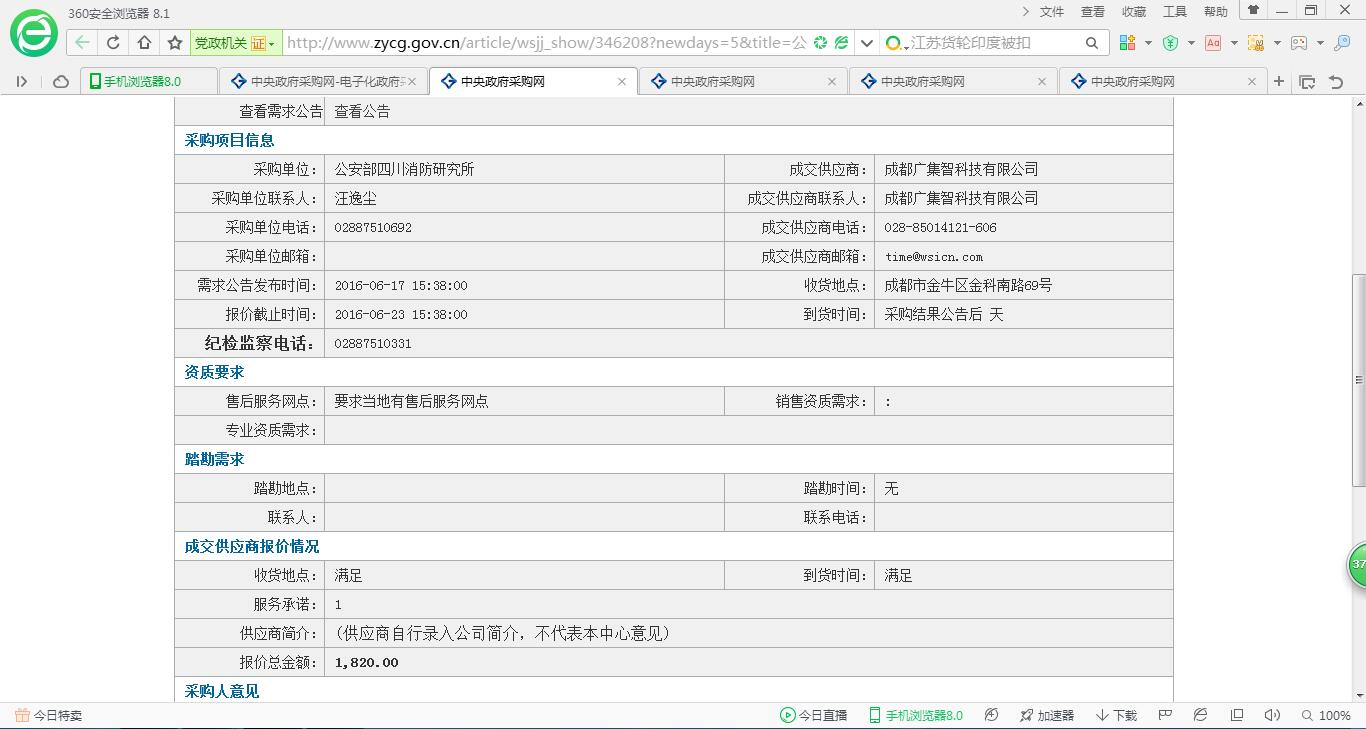 360安全浏览器 8.1
文件 查看 收藏 工具 帮助
党政机关 证 http://www.zycg.gov.cn/article/wsjj_show/346208?newdays=5&title=公 江苏货轮印度被扣
手机浏览器8.0 中央政府采购网-电子化政府采 中央政府采购网 中央政府采购网 中央政府采购网 中央政府采购网
查看需求公告 查看公告
采购项目信息
采购单位: 公安部四川消防研究所 成交供应商: 成都广集智科技有限公司
采购单位联系人: 汪逸尘 成交供应商联系人: 成都广集智科技有限公司
采购单位电话: 02887510692 成交供应商电话: 028-85014121-606
采购单位邮箱: 成交供应商邮箱: time@wsicn.com
需求公告发布时间: 2016-06-17 15:38:00 收货地点: 成都市金牛区金科南路69号
报价截止时间: 2016-06-23 15:38:00 到货时间: 采购结果公告后 天
纪检监察电话: 02887510331
资质要求
售后服务网点: 要求当地有售后服务网点 销售资质需求: :
专业资质需求:
踏勘需求
踏勘地点: 踏勘时间: 无
联系人: 联系电话:
成交供应商报价情况
收货地点: 满足 到货时间: 满足
服务承诺: 1
供应商简介: (供应商自行录入公司简介，不代表本中心意见)
报价总金额: 1,820.00
采购人意见
37
今日特卖 今日直播 手机浏览器8.0 加速器 下载 100%